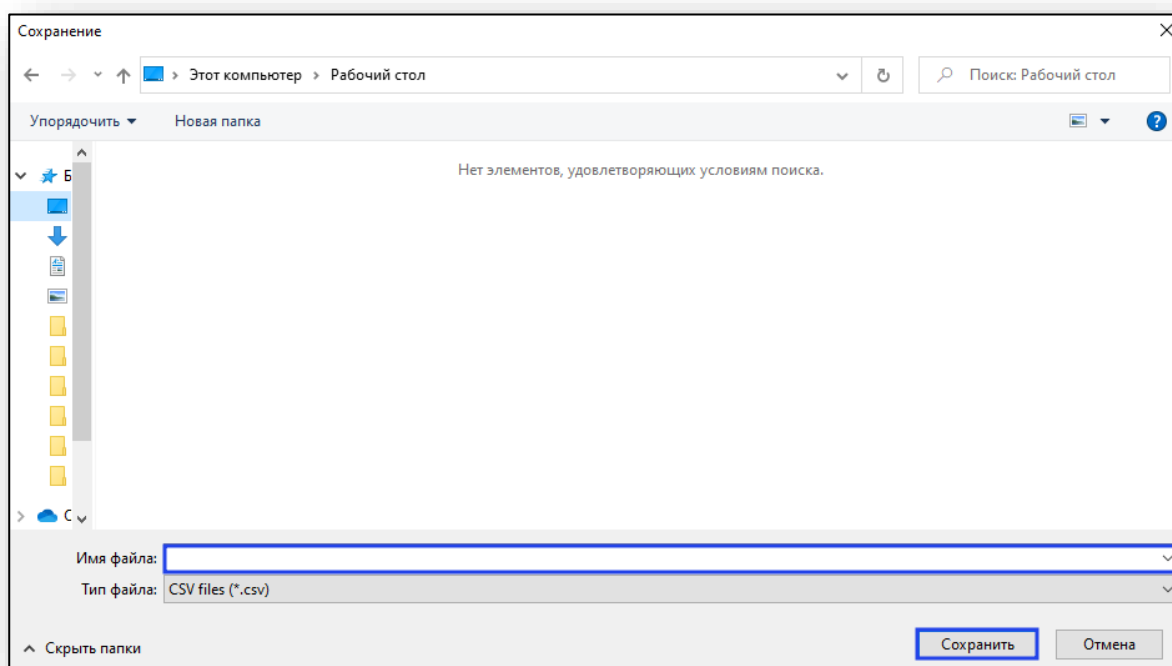 Сохранение
Этот компьютер › Рабочий стол
Поиск: Рабочий стол
Упорядочить
Новая папка
Нет элементов, удовлетворяющих условиям поиска.
Б
С
Имя файла:
Тип файла: CSV files (*.csv)
Скрыть папки
Сохранить
Отмена